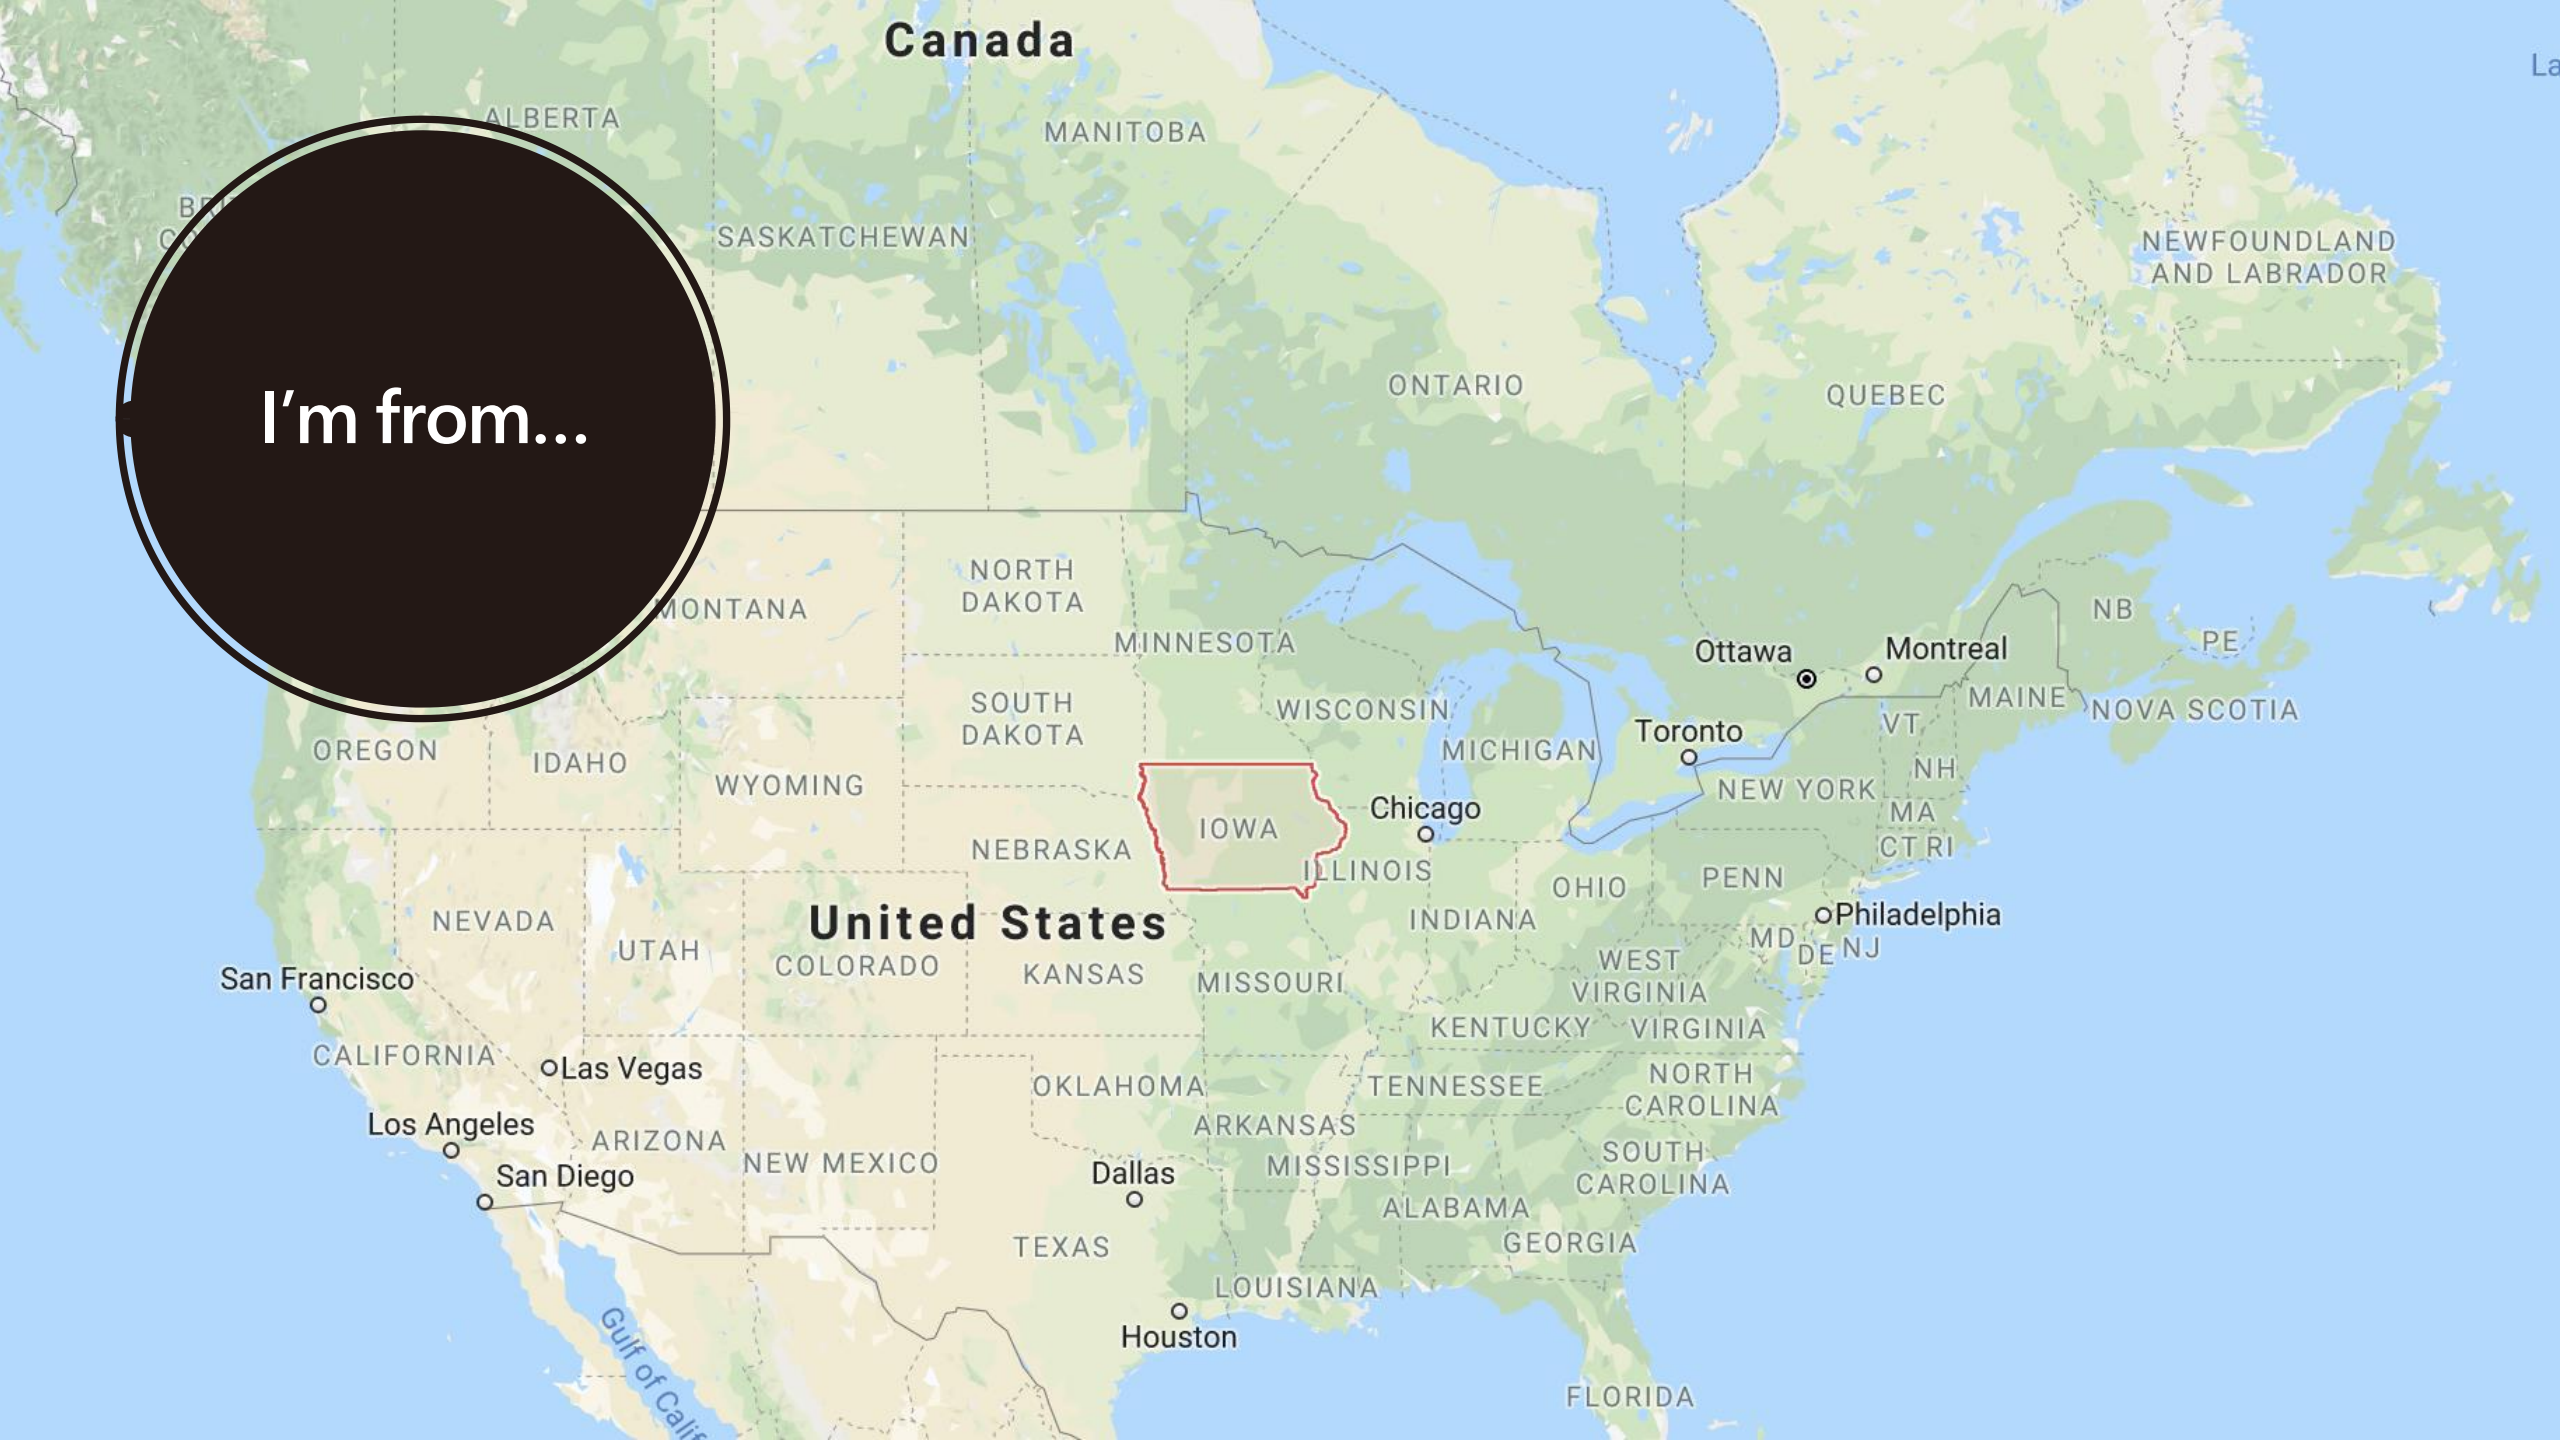 Canada
ALBERTA
MANITOBA
SASKATCHEWAN
NEWFOUNDLAND
AND LABRADOR
I’m from...
ONTARIO
QUEBEC
NORTH
DAKOTA
MONTANA
MINNESOTA
NB
PE
Ottawa
Montreal
SOUTH
DAKOTA
WISCONSIN
MAINE
NOVA SCOTIA
VT
Toronto
OREGON
IDAHO
MICHIGAN
NH
WYOMING
NEW YORK
MA
Chicago
IOWA
NEBRASKA
CT RI
ILLINOIS
OHIO
PENN
United States
NEVADA
INDIANA
Philadelphia
UTAH
MD
DE NJ
COLORADO
KANSAS
MISSOURI
WEST
VIRGINIA
San Francisco
KENTUCKY
VIRGINIA
CALIFORNIA
Las Vegas
OKLAHOMA
TENNESSEE
NORTH
CAROLINA
Los Angeles
ARIZONA
ARKANSAS
NEW MEXICO
San Diego
Dallas
MISSISSIPPI
SOUTH
CAROLINA
ALABAMA
TEXAS
GEORGIA
LOUISIANA
Houston
Gulf of Calif
FLORIDA